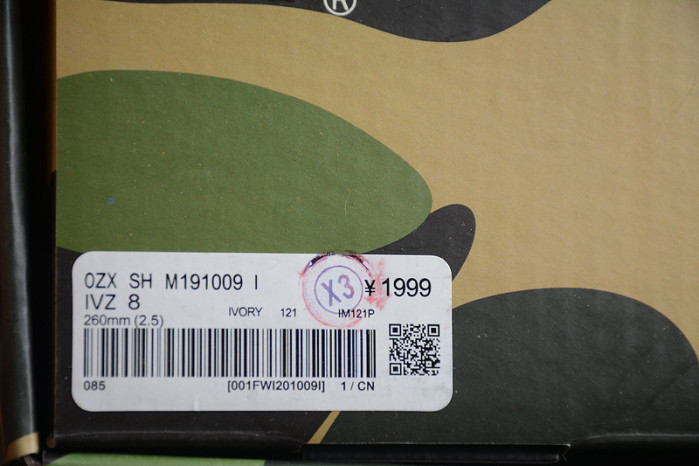 ®
0ZX SH M191009 I
X3
¥1999
IVZ 8
IVORY 121 IM121P
260mm (2.5)
085 [001FWI201009I] 1/CN